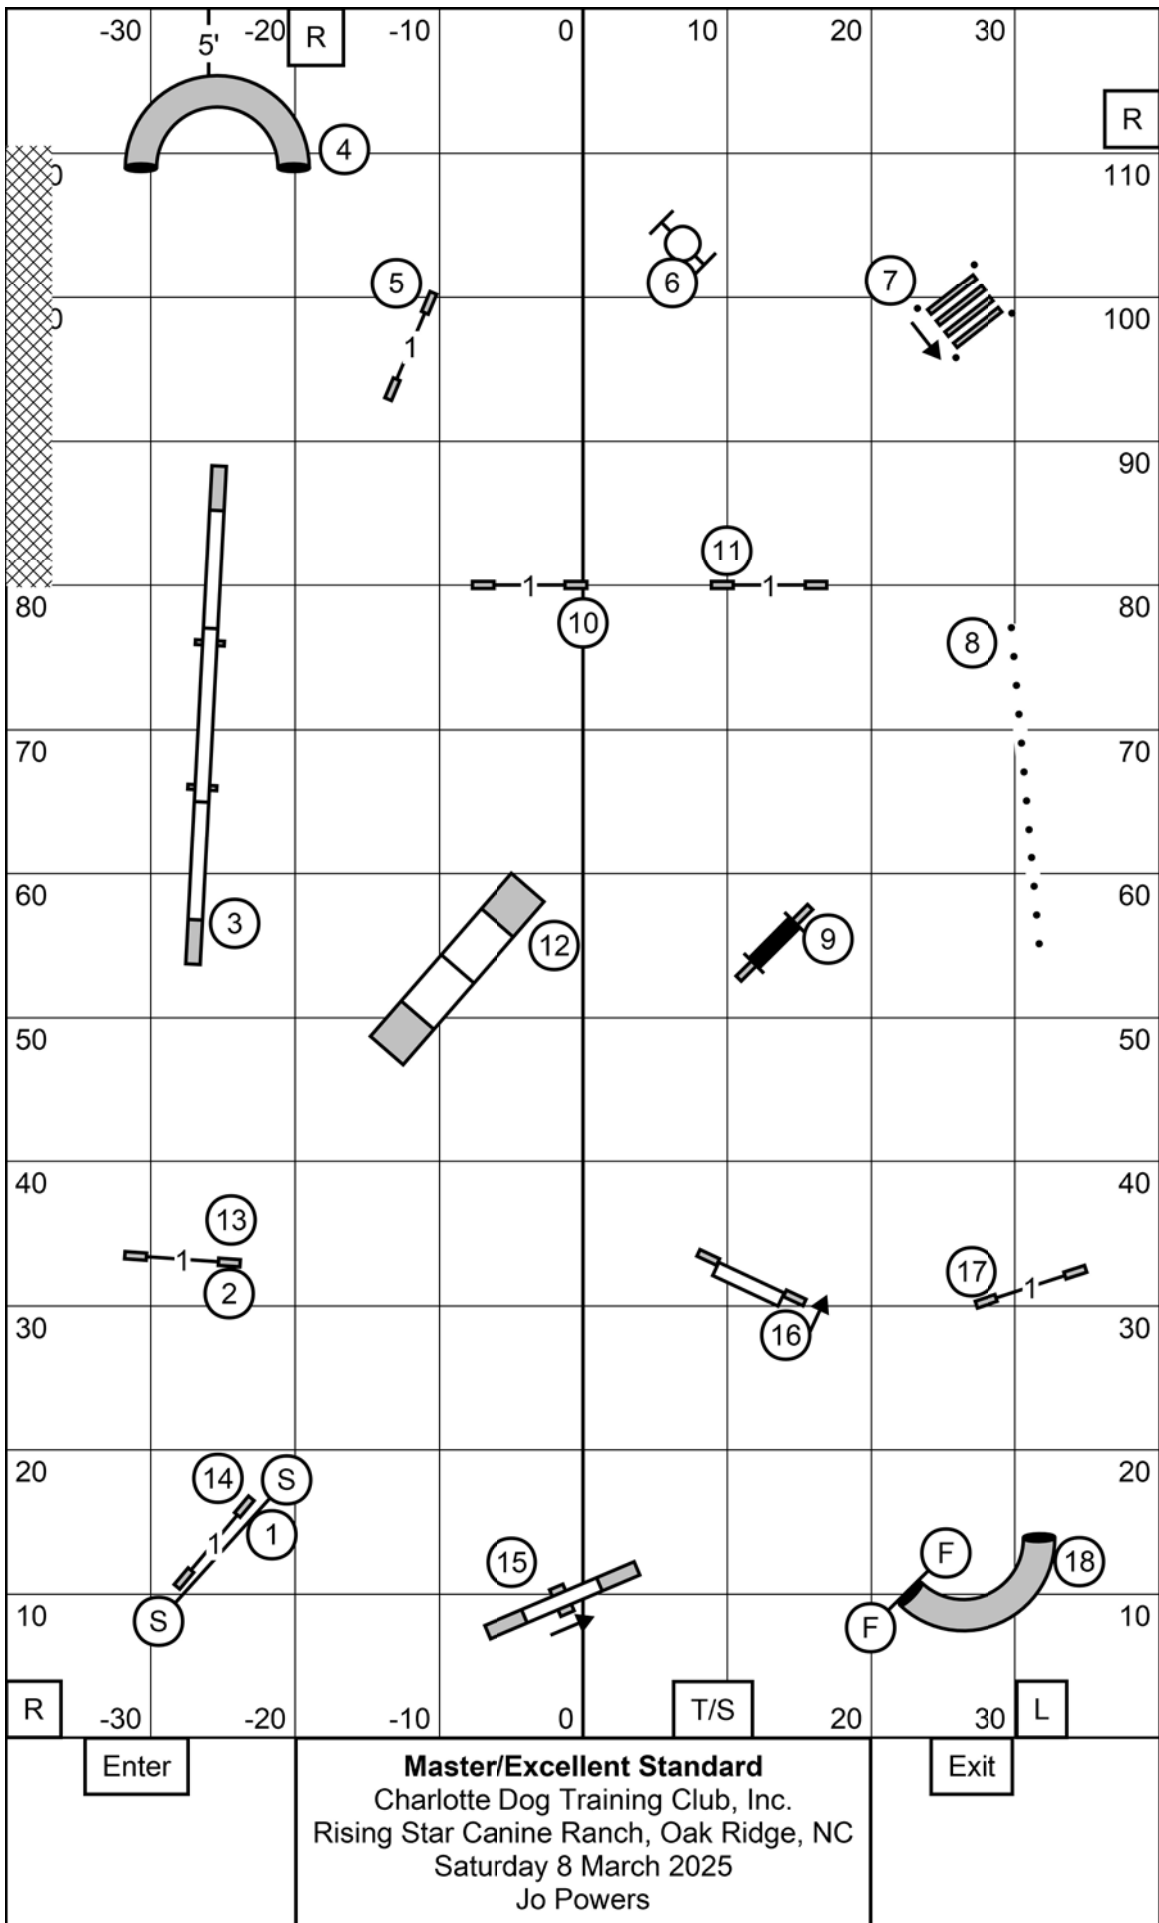 -30 5' -20 R -10 0 10 20 30
R
4
0 110
5 6 7
0 100
1
90
11
1 1
80 80
10 8
70 70
60 60
3 12 9
50 50
40 40
13
1 17 1
2
30 16 30
20 20
14 S
1 1
15 F 18
S F
10 10
R -30 -20 -10 0 T/S 20 30 L
Enter
Exit
Master/Excellent Standard
Charlotte Dog Training Club, Inc.
Rising Star Canine Ranch, Oak Ridge, NC
Saturday 8 March 2025
Jo Powers